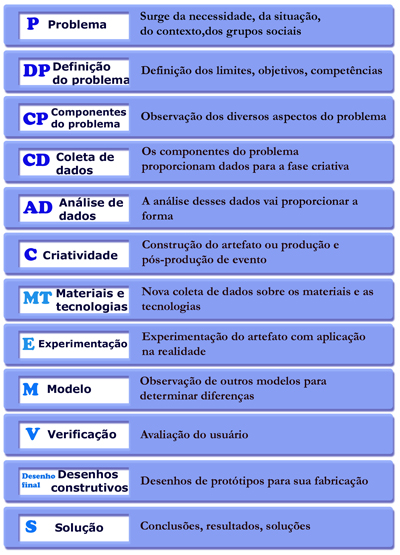 P Problema
Surge da necessidade, da situação,
do contexto,dos grupos sociais
DP Definição
do problema
Definição dos limites, objetivos, competências
CP Componentes
do problema
Observação dos diversos aspectos do problema
CD Coleta de
dados
Os componentes do problema
proporcionam dados para a fase criativa
AD Análise de
dados
A análise desses dados vai proporcionar a
forma
C Criatividade
Construção do artefato ou produção e
pós-produção de evento
MT Materiais e
tecnologias
Nova coleta de dados sobre os materiais e as
tecnologias
E Experimentação
Experimentação do artefato com aplicação
na realidade
M Modelo
Observação de outros modelos para
determinar diferenças
V Verificação
Avaliação do usuário
Desenho
final
Desenhos
construtivos
Desenhos de protótipos para sua fabricação
S Solução
Conclusões, resultados, soluções